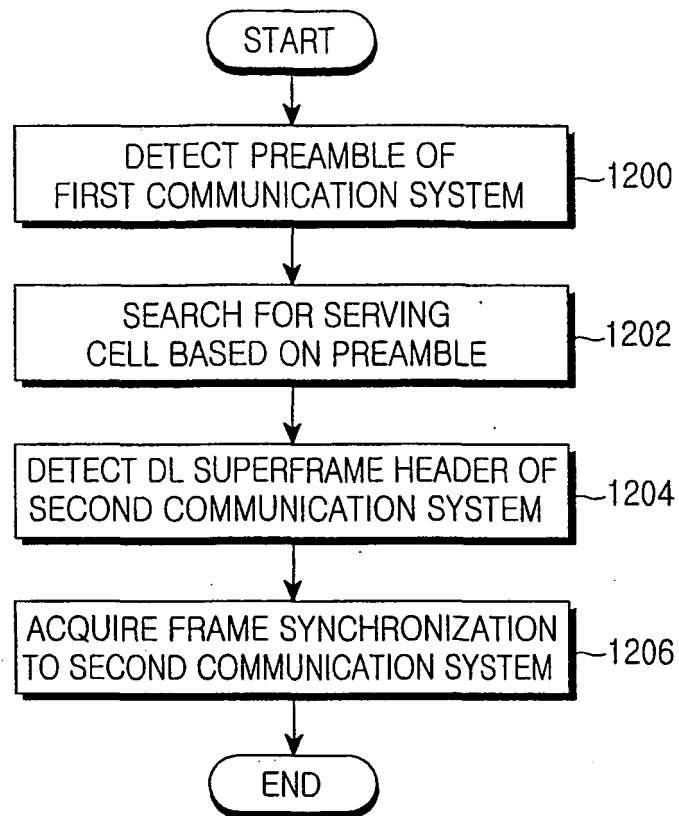 START
DETECT PREAMBLE OF
FIRST COMMUNICATION SYSTEM
1200
SEARCH FOR SERVING
CELL BASED ON PREAMBLE
1202
DETECT DL SUPERFRAME HEADER OF
SECOND COMMUNICATION SYSTEM
1204
ACQUIRE FRAME SYNCHRONIZATION
TO SECOND COMMUNICATION SYSTEM
1206
END